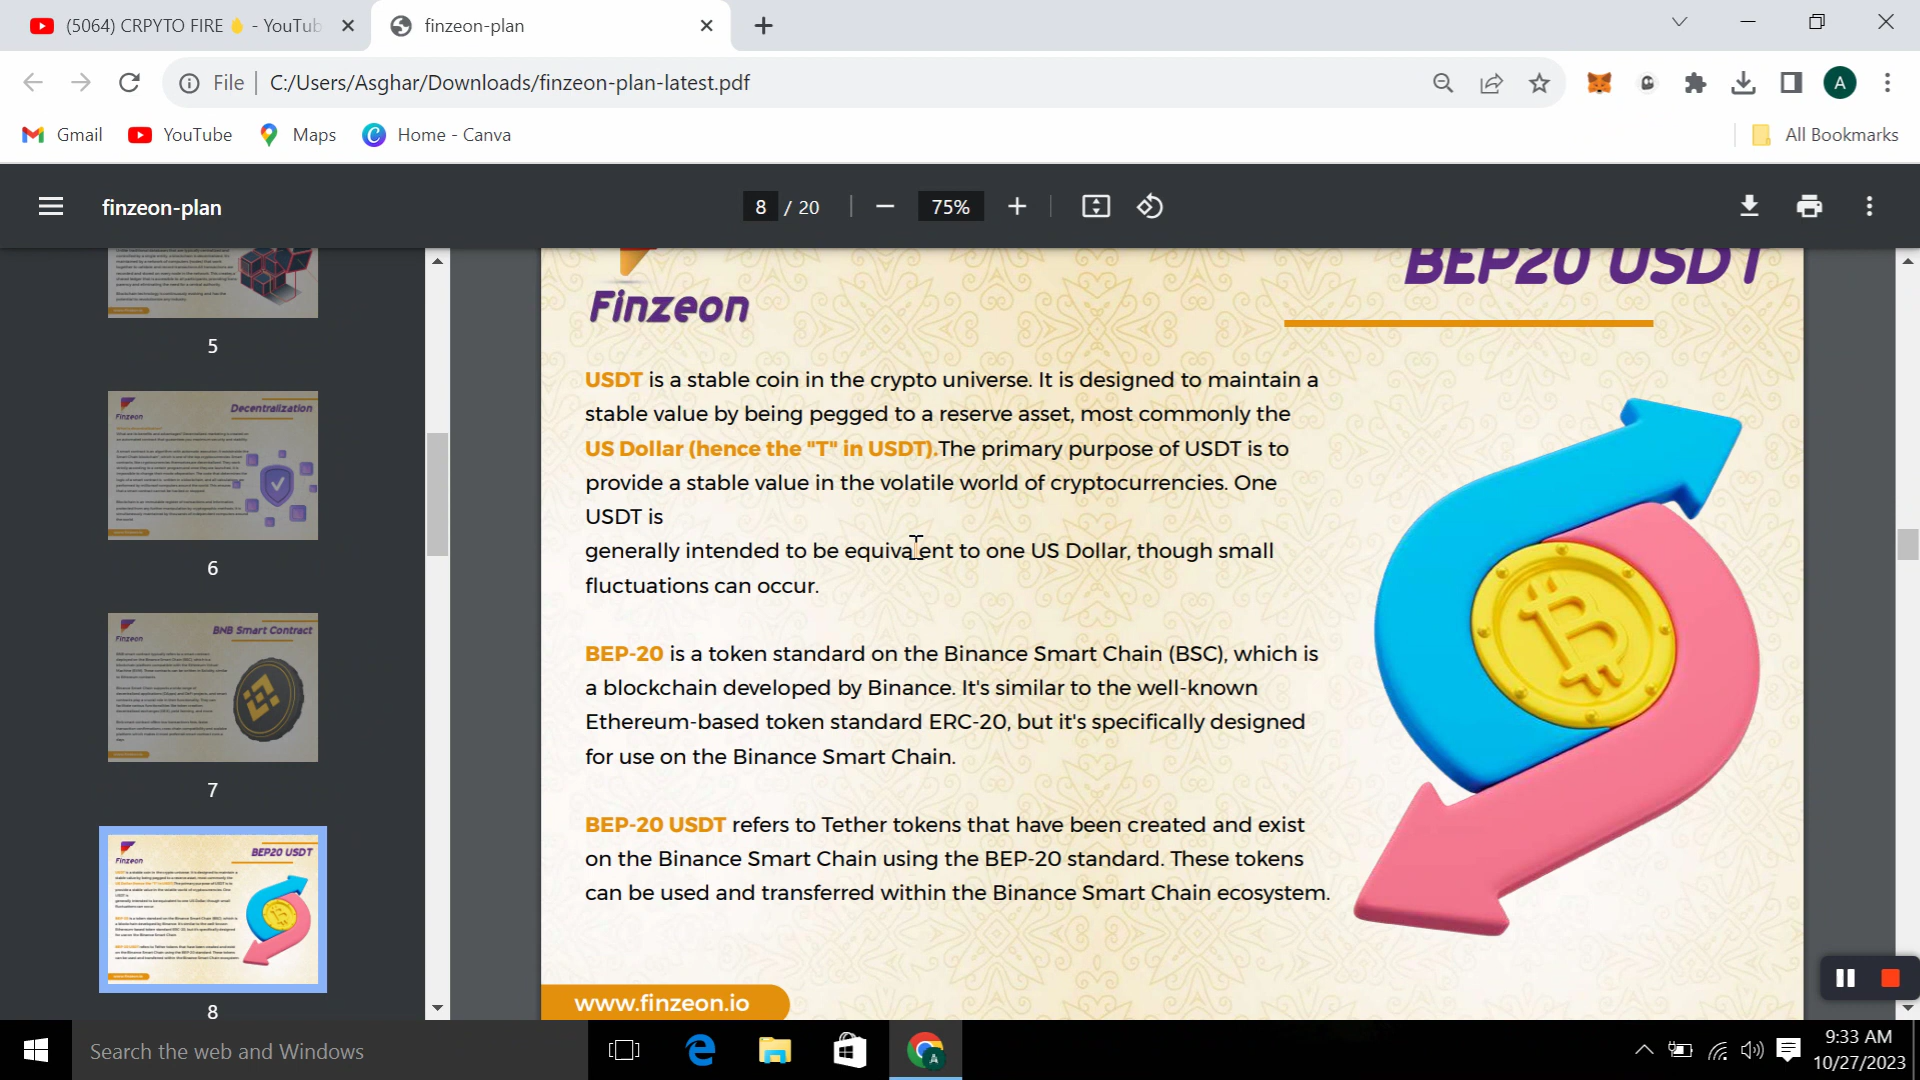 (5064) CRPYTO FIRE - YouTub
finzeon-plan
File C:/Users/Asghar/Downloads/finzeon-plan-latest.pdf
A
Gmail YouTube Maps Home - Canva All Bookmarks
finzeon-plan 8 / 20 75%
5
Finzeon Decentralization
6
Finzeon BNB Smart Contract
7
Finzeon BEP20 USDT
8
BEP20 USDT
Finzeon
USDT is a stable coin in the crypto universe. It is designed to maintain a
stable value by being pegged to a reserve asset, most commonly the
US Dollar (hence the "T" in USDT).The primary purpose of USDT is to
provide a stable value in the volatile world of cryptocurrencies. One
USDT is
generally intended to be equivalent to one US Dollar, though small
fluctuations can occur.
BEP-20 is a token standard on the Binance Smart Chain (BSC), which is
a blockchain developed by Binance. It's similar to the well-known
Ethereum-based token standard ERC-20, but it's specifically designed
for use on the Binance Smart Chain.
BEP-20 USDT refers to Tether tokens that have been created and exist
on the Binance Smart Chain using the BEP-20 standard. These tokens
can be used and transferred within the Binance Smart Chain ecosystem.
www.finzeon.io
Search the web and Windows
A
9:33 AM
10/27/2023